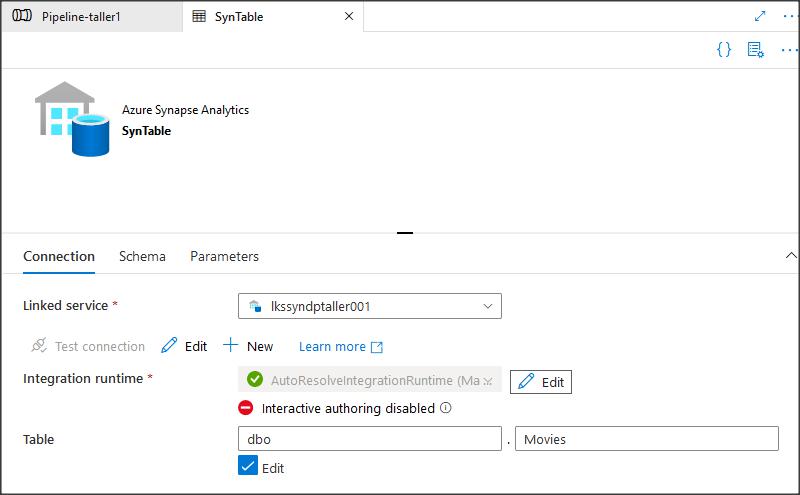 Pipeline-taller1
SynTable
Azure Synapse Analytics
SynTable
Connection Schema Parameters
Linked service * lkssyndptaller001
Test connection Edit New Learn more
Integration runtime * AutoResolveIntegrationRuntime (Ma Edit
Interactive authoring disabled
Table dbo . Movies
Edit